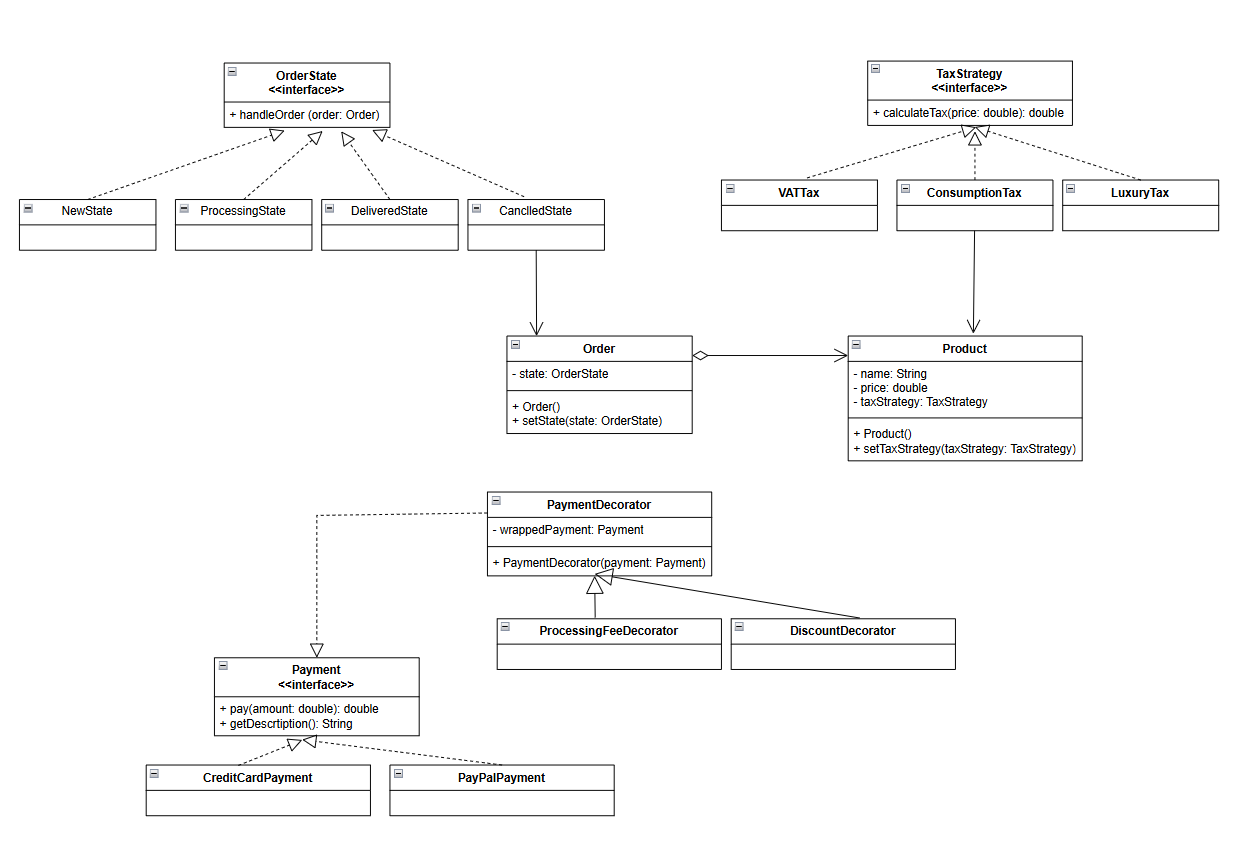 OrderState
<<interface>>
+ handleOrder (order: Order)
TaxStrategy
<<interface>>
+ calculateTax(price: double): double
NewState
ProcessingState
DeliveredState
CanclledState
VATTax
ConsumptionTax
LuxuryTax
Order
- state: OrderState
+ Order()
+ setState(state: OrderState)
Product
- name: String
- price: double
- taxStrategy: TaxStrategy
+ Product()
+ setTaxStrategy(taxStrategy: TaxStrategy)
PaymentDecorator
- wrappedPayment: Payment
+ PaymentDecorator(payment: Payment)
ProcessingFeeDecorator
DiscountDecorator
Payment
<<interface>>
+ pay(amount: double): double
+ getDescrtiption(): String
CreditCardPayment
PayPalPayment